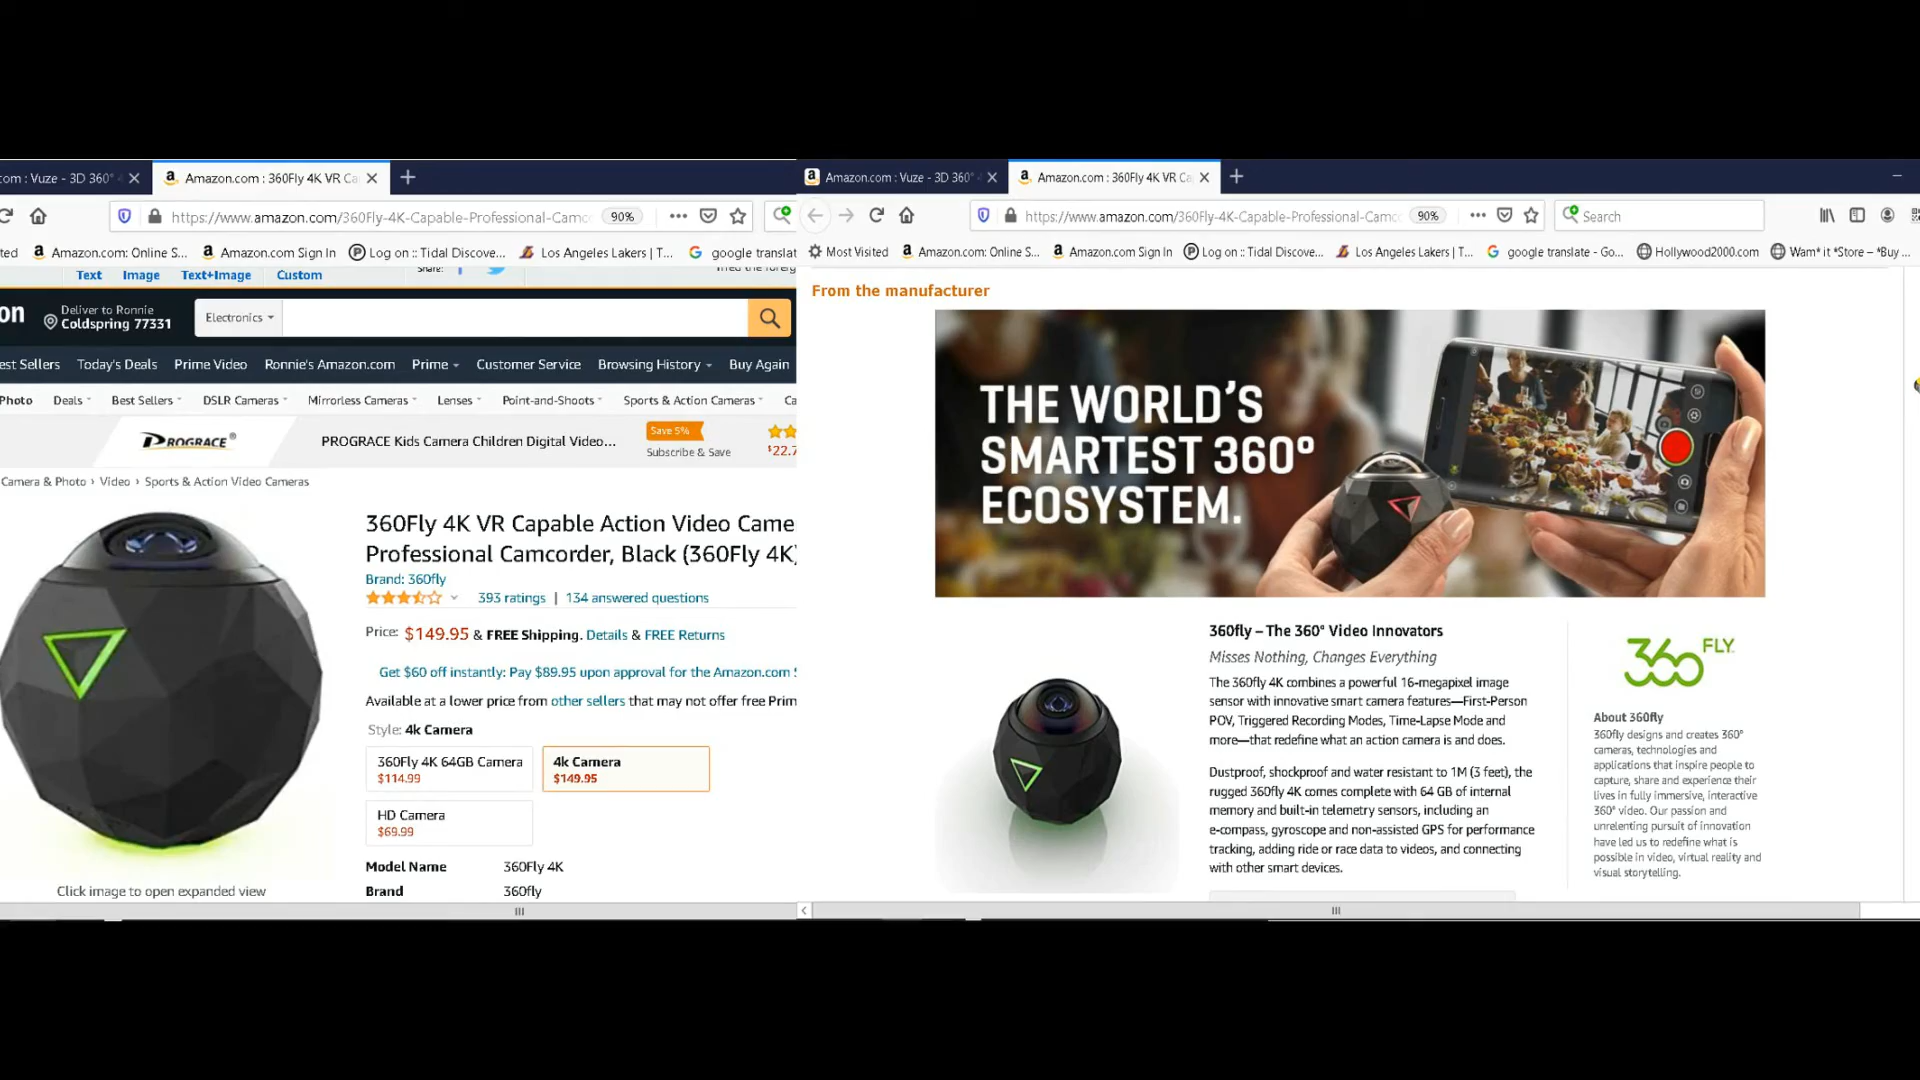 com : Vuze - 3D 360°
Amazon.com : 360Fly 4K VR Ca
https://www.amazon.com/360Fly-4K-Capable-Professional-Camc
90%
Amazon.com: Online S...
Amazon.com Sign In
Log on :: Tidal Discove...
Los Angeles Lakers | T...
google translat
Text
Image
Text+Image
Custom
Share:
on
Deliver to Ronnie
Coldspring 77331
Electronics
est Sellers
Today's Deals
Prime Video
Ronnie's Amazon.com
Prime
Customer Service
Browsing History
Buy Again
Photo
Deals
Best Sellers
DSLR Cameras
Mirrorless Cameras
Lenses
Point-and-Shoots
Sports & Action Cameras
Ca
PROGRACE®
PROGRACE Kids Camera Children Digital Video...
Save 5%
Subscribe & Save
$22.7
Camera & Photo › Video › Sports & Action Video Cameras
360Fly 4K VR Capable Action Video Came
Professional Camcorder, Black (360Fly 4K)
Brand: 360fly
393 ratings | 134 answered questions
Price: $149.95 & FREE Shipping. Details & FREE Returns
Get $60 off instantly: Pay $89.95 upon approval for the Amazon.com
Available at a lower price from other sellers that may not offer free Prim
Style: 4k Camera
360Fly 4K 64GB Camera
$114.99
4k Camera
$149.95
HD Camera
$69.99
Model Name 360Fly 4K
Brand 360fly
Click image to open expanded view
Amazon.com : Vuze - 3D 360°
Amazon.com : 360Fly 4K VR Ca
https://www.amazon.com/360Fly-4K-Capable-Professional-Camc
90%
Search
Most Visited
Amazon.com: Online S...
Amazon.com Sign In
Log on :: Tidal Discove...
Los Angeles Lakers | T...
google translate - Go...
Hollywood2000.com
Wam* it *Store – *Buy ...
From the manufacturer
THE WORLD'S
SMARTEST 360°
ECOSYSTEM.
360fly – The 360° Video Innovators
Misses Nothing, Changes Everything
The 360fly 4K combines a powerful 16-megapixel image
sensor with innovative smart camera features—First-Person
POV, Triggered Recording Modes, Time-Lapse Mode and
more—that redefine what an action camera is and does.
Dustproof, shockproof and water resistant to 1M (3 feet), the
rugged 360fly 4K comes complete with 64 GB of internal
memory and built-in telemetry sensors, including an
e-compass, gyroscope and non-assisted GPS for performance
tracking, adding ride or race data to videos, and connecting
with other smart devices.
360 FLY
About 360fly
360fly designs and creates 360°
cameras, technologies and
applications that inspire people to
capture, share and experience their
lives in fully immersive, interactive
360° video. Our passion and
unrelenting pursuit of innovation
have led us to redefine what is
possible in video, virtual reality and
visual storytelling.